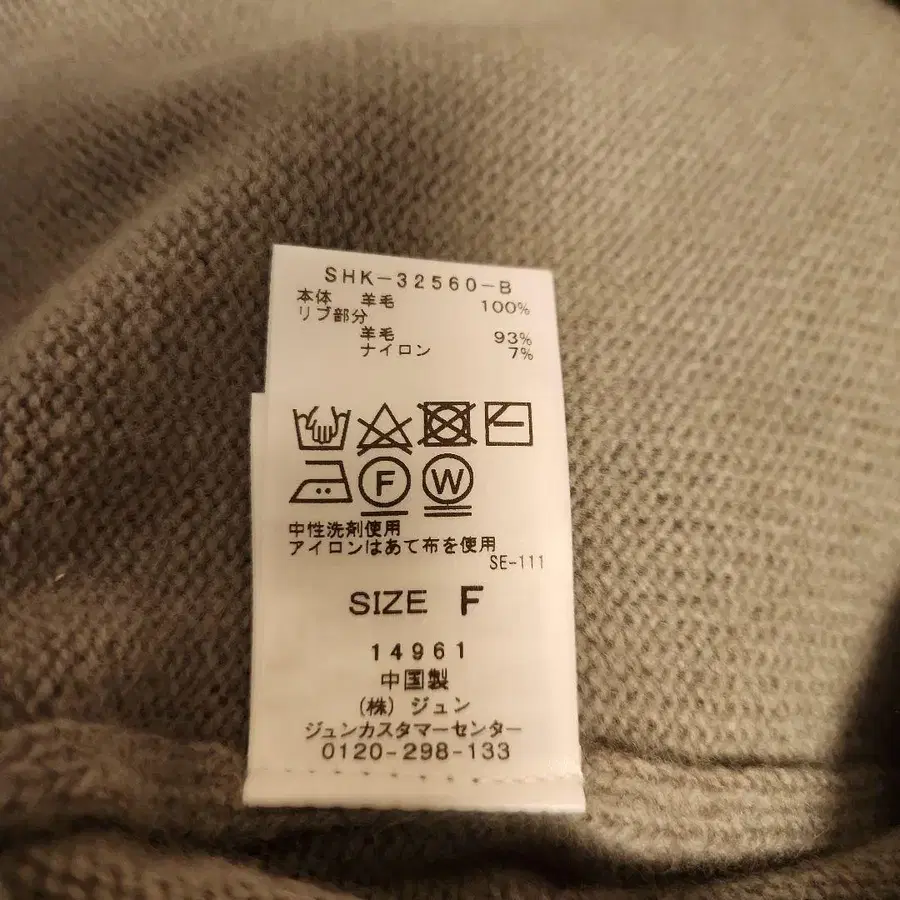 SHK-32560-B
本体 羊毛 100%
リブ部分
羊毛 93%
ナイロン 7%
F W
中性洗剤使用
アイロンはあて布を使用
SE-111
SIZE F
14961
中国製
(株) ジュン
ジュンカスタマーセンター
0120-298-133